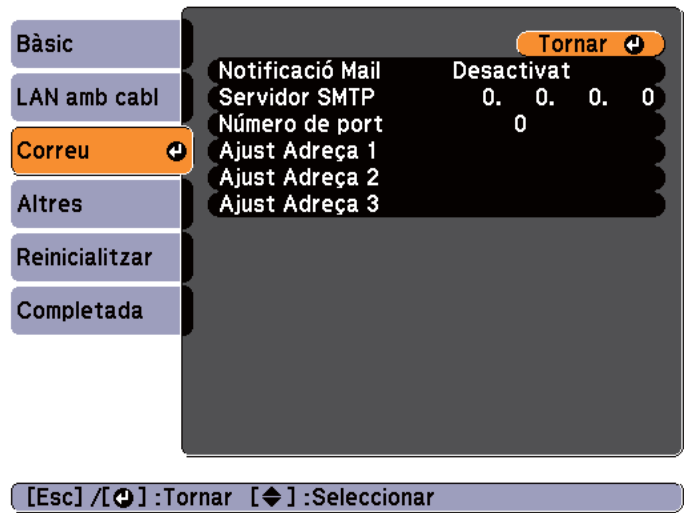 Bàsic
LAN amb cabl
Correu
Altres
Reinicialitzar
Completada
Tornar
Notificació Mail Desactivat
Servidor SMTP 0. 0. 0. 0
Número de port 0
Ajust Adreça 1
Ajust Adreça 2
Ajust Adreça 3
[Esc] /[ ] :Tornar [ ] :Seleccionar